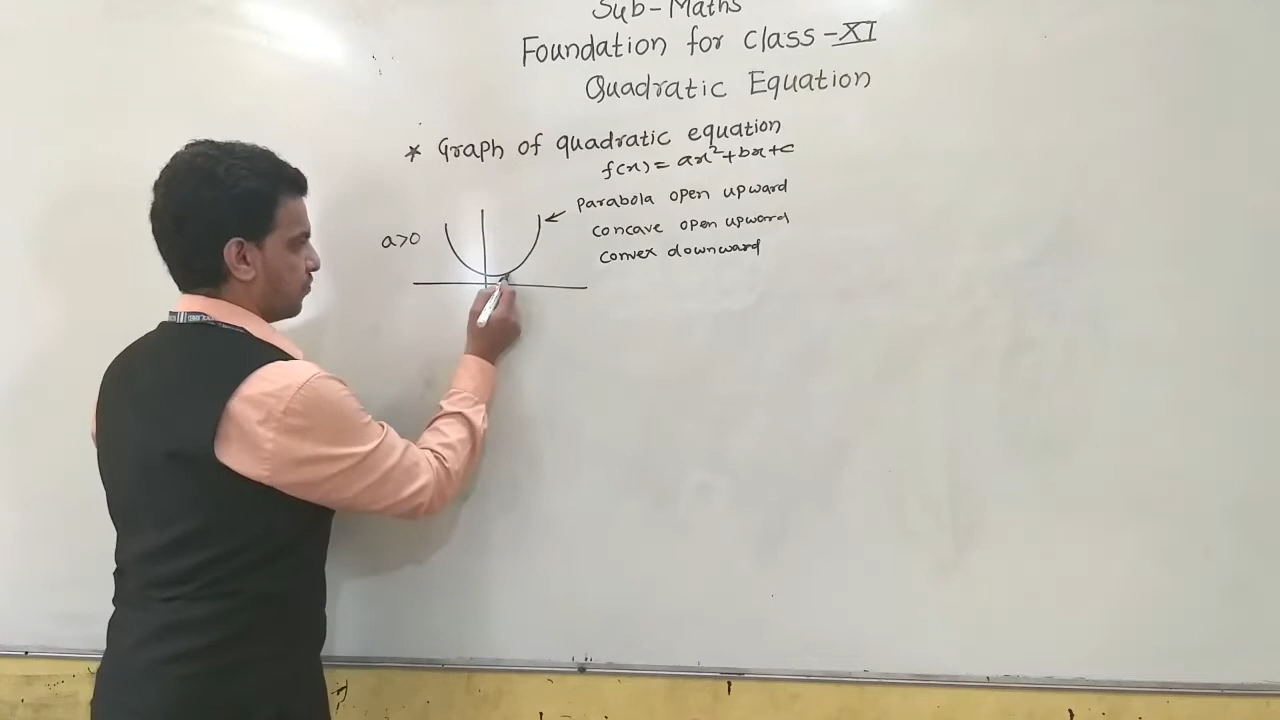 Sub-Maths
Foundation for class-XI
Quadratic Equation
* Graph of quadratic equation
f(x) = ax²+bx+c
a>0
Parabola open upward
concave open upward
convex downward